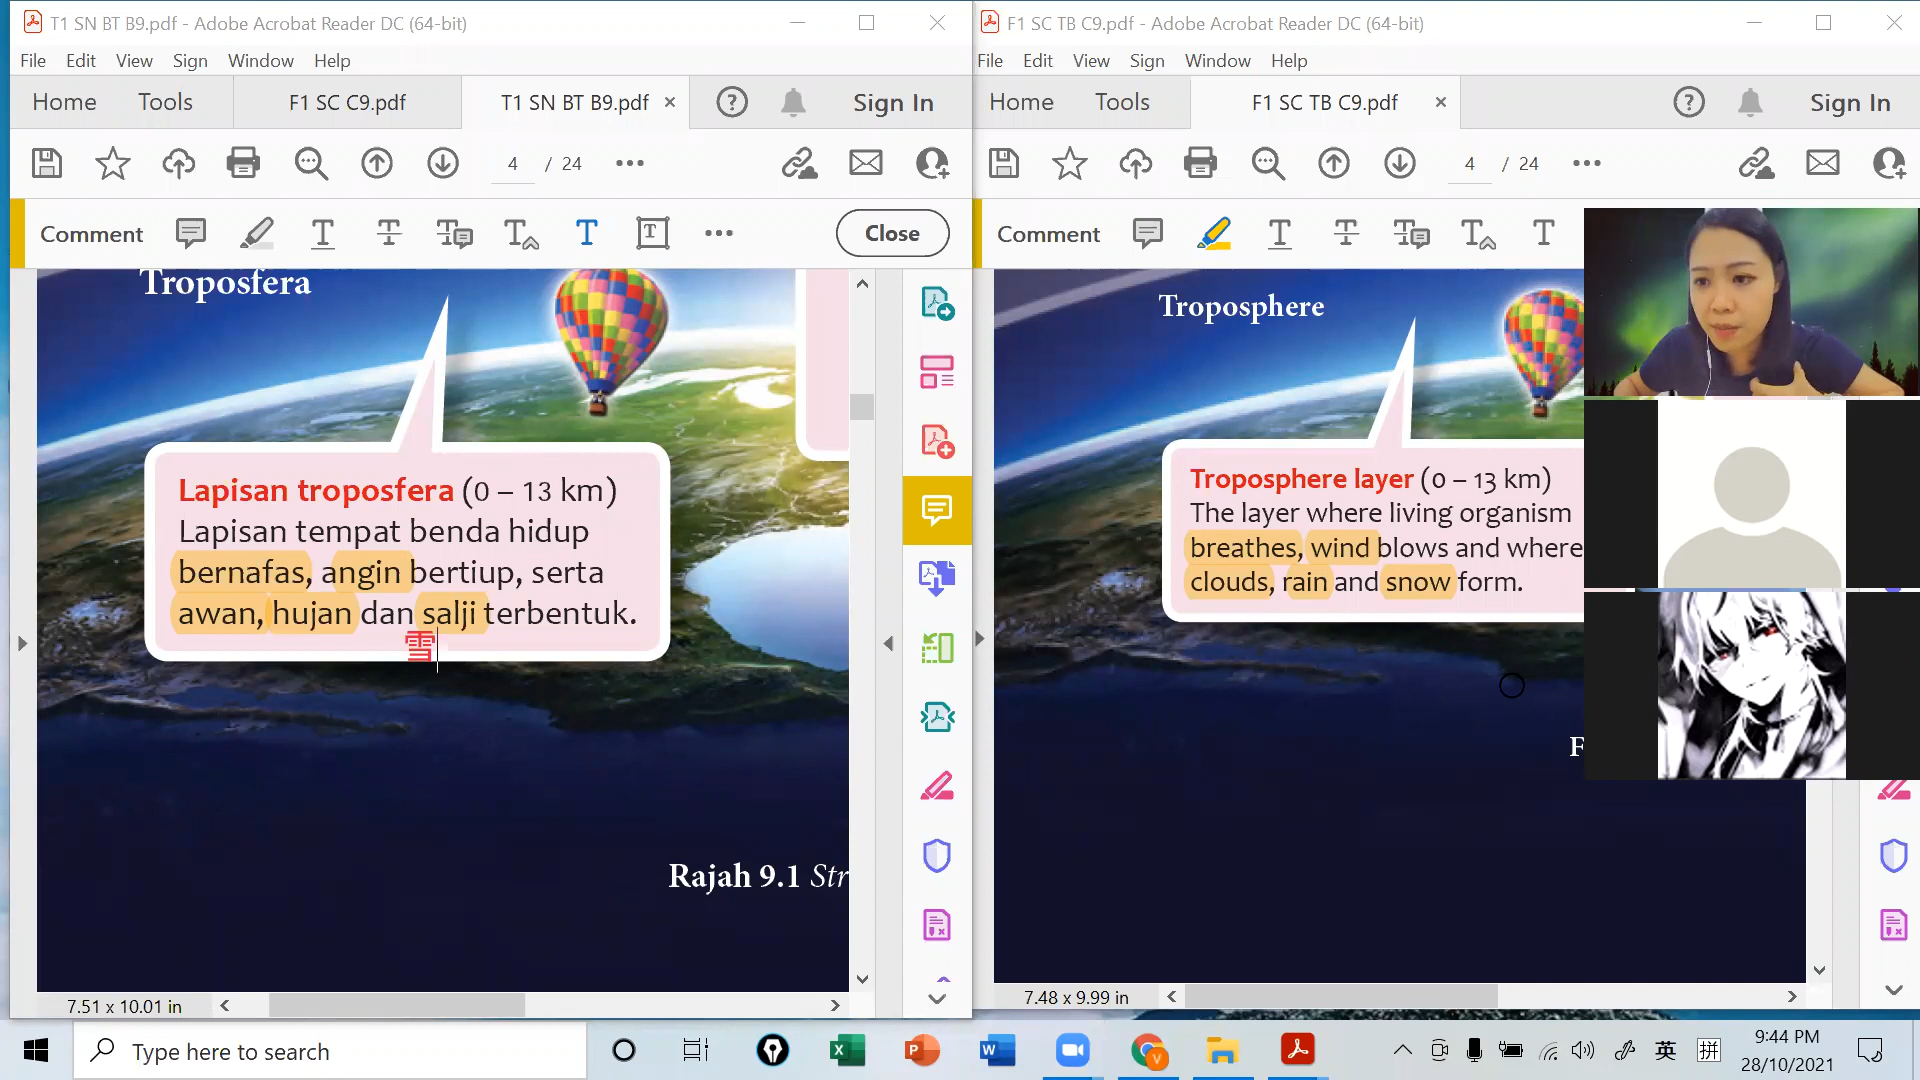 T1 SN BT B9.pdf - Adobe Acrobat Reader DC (64-bit)
File Edit View Sign Window Help
Home Tools F1 SC C9.pdf T1 SN BT B9.pdf × Sign In
4 / 24
Comment Close
Troposfera
Lapisan troposfera (0 – 13 km)
Lapisan tempat benda hidup
bernafas, angin bertiup, serta
awan, hujan dan salji terbentuk.
雪
Rajah 9.1 Str
7.51 x 10.01 in
F1 SC TB C9.pdf - Adobe Acrobat Reader DC (64-bit)
File Edit View Sign Window Help
Home Tools F1 SC TB C9.pdf × Sign In
4 / 24
Comment
Troposphere
Troposphere layer (0 – 13 km)
The layer where living organism
breathes, wind blows and where
clouds, rain and snow form.
F
7.48 x 9.99 in
Type here to search
英 拼
9:44 PM
28/10/2021